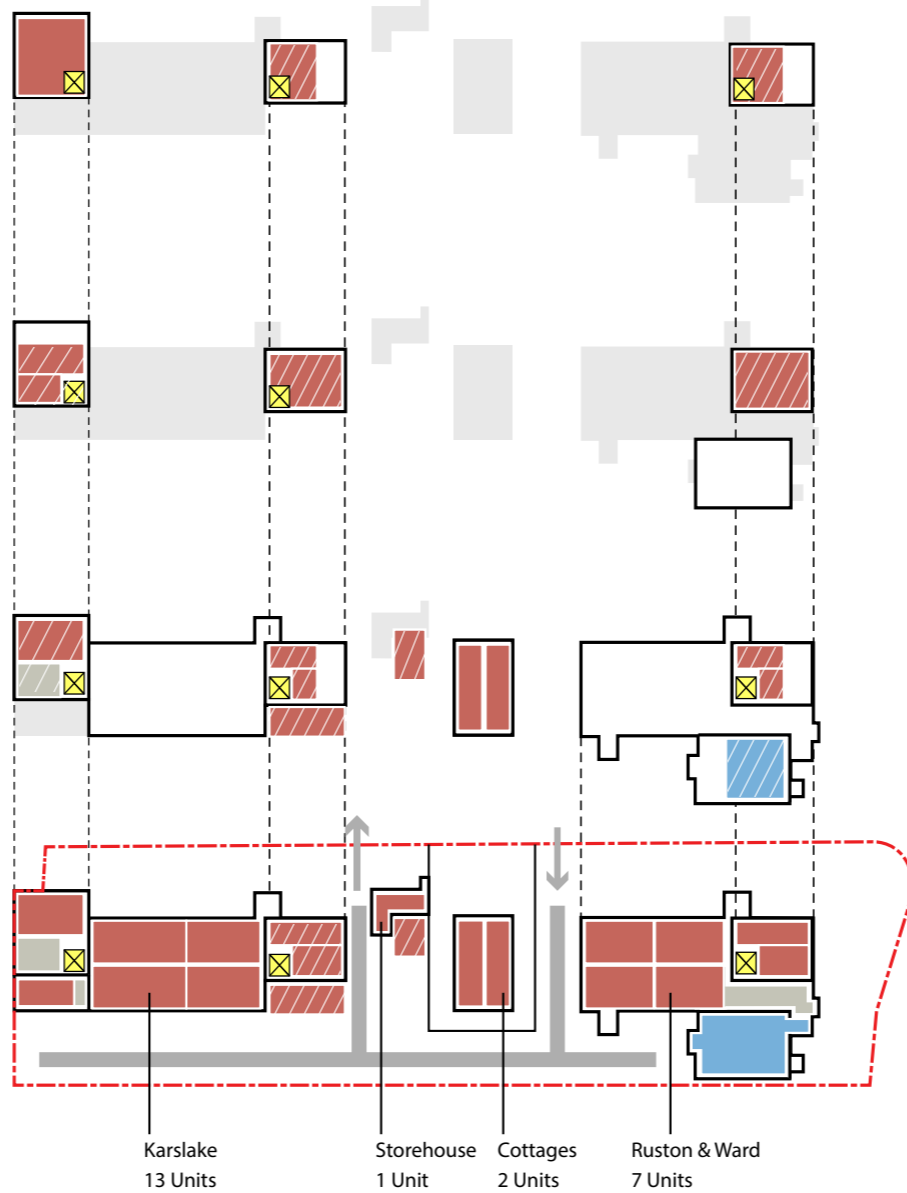 Karslake
13 Units
Storehouse
1 Unit
Cottages
2 Units
Ruston & Ward
7 Units